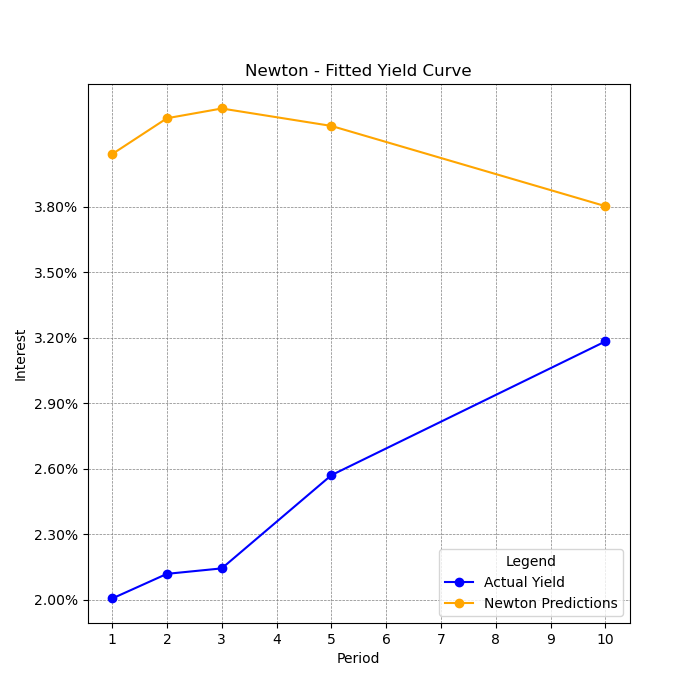 Newton - Fitted Yield Curve
3.80%
3.50%
3.20%
2.90%
2.60%
2.30%
2.00%
Interest
1 2 3 4 5 6 7 8 9 10
Period
Legend
Actual Yield
Newton Predictions